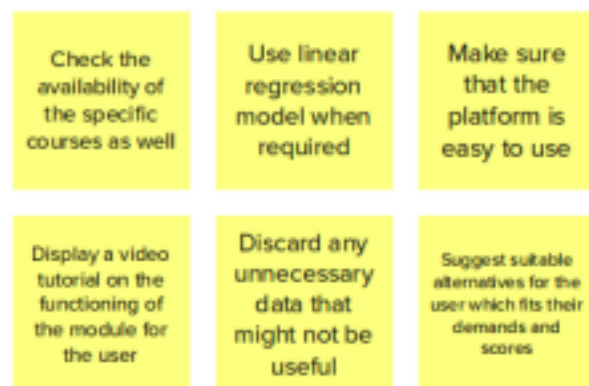 Check the
availability of
the specific
courses as well
Use linear
regression
model when
required
Make sure
that the
platform is
easy to use
Display a video
tutorial on the
functioning of
the module for
the user
Discard any
unnecessary
data that
might not be
useful
Suggest suitable
alternatives for the
user which fits their
demands and
scores